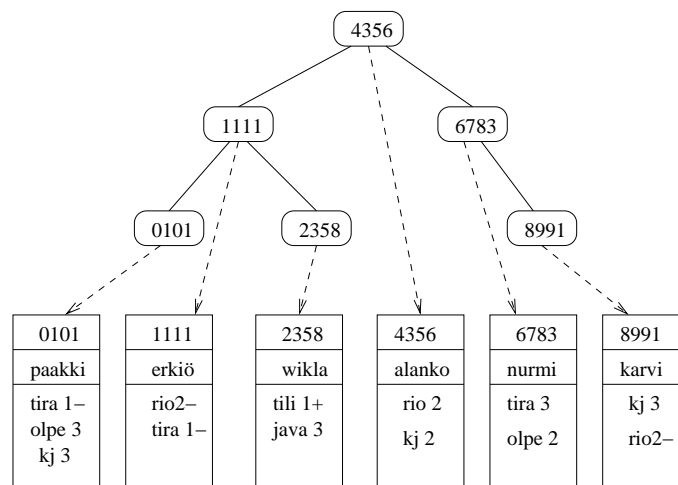 4356
1111
6783
0101
2358
8991
0101
paakki
tira 1–
olpe 3
kj 3
1111
erkiö
rio2–
tira 1–
2358
wikla
tili 1+
java 3
4356
alanko
rio 2
kj 2
6783
nurmi
tira 3
olpe 2
8991
karvi
kj 3
rio2–